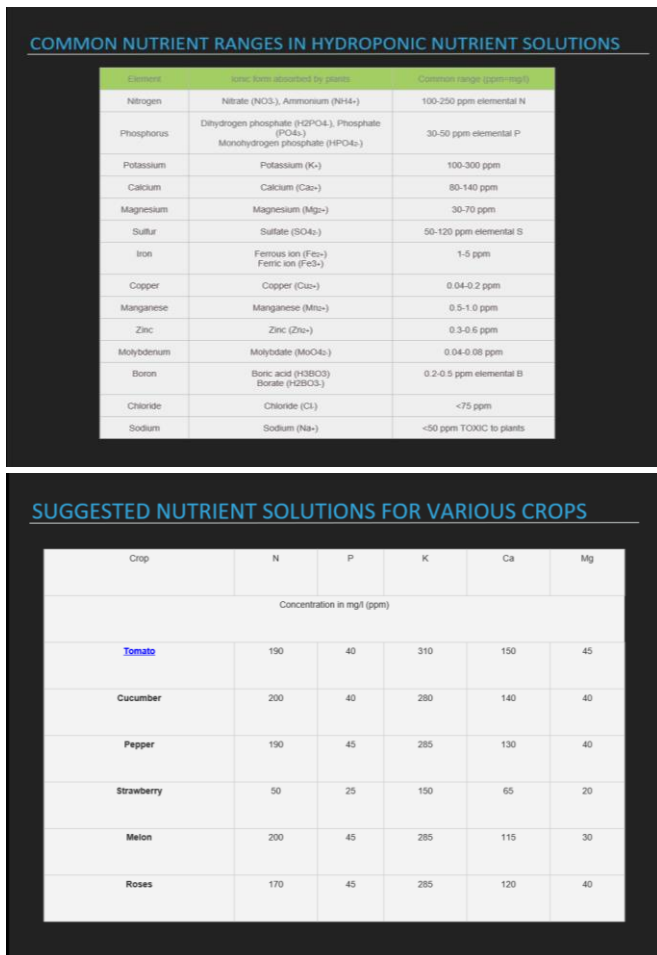 COMMON NUTRIENT RANGES IN HYDROPONIC NUTRIENT SOLUTIONS
Element Ionic form absorbed by plants Common range (ppm=mg/l)
Nitrogen Nitrate (NO3-), Ammonium (NH4+) 100-250 ppm elemental N
Dihydrogen phosphate (H2PO4-), Phosphate
Phosphorus (PO43-) 30-50 ppm elemental P
Monohydrogen phosphate (HPO42-)
Potassium Potassium (K+) 100-300 ppm
Calcium Calcium (Ca2+) 80-140 ppm
Magnesium Magnesium (Mg2+) 30-70 ppm
Sulfur Sulfate (SO42-) 50-120 ppm elemental S
Iron Ferrous ion (Fe2+) 1-5 ppm
Ferric ion (Fe3+)
Copper Copper (Cu2+) 0.04-0.2 ppm
Manganese Manganese (Mn2+) 0.5-1.0 ppm
Zinc Zinc (Zn2+) 0.3-0.6 ppm
Molybdenum Molybdate (MoO42-) 0.04-0.08 ppm
Boron Boric acid (H3BO3) 0.2-0.5 ppm elemental B
Borate (H2BO3-)
Chloride Chloride (Cl-) <75 ppm
Sodium Sodium (Na+) <50 ppm TOXIC to plants
SUGGESTED NUTRIENT SOLUTIONS FOR VARIOUS CROPS
Crop N P K Ca Mg
Concentration in mg/l (ppm)
Tomato 190 40 310 150 45
Cucumber 200 40 280 140 40
Pepper 190 45 285 130 40
Strawberry 50 25 150 65 20
Melon 200 45 285 115 30
Roses 170 45 285 120 40